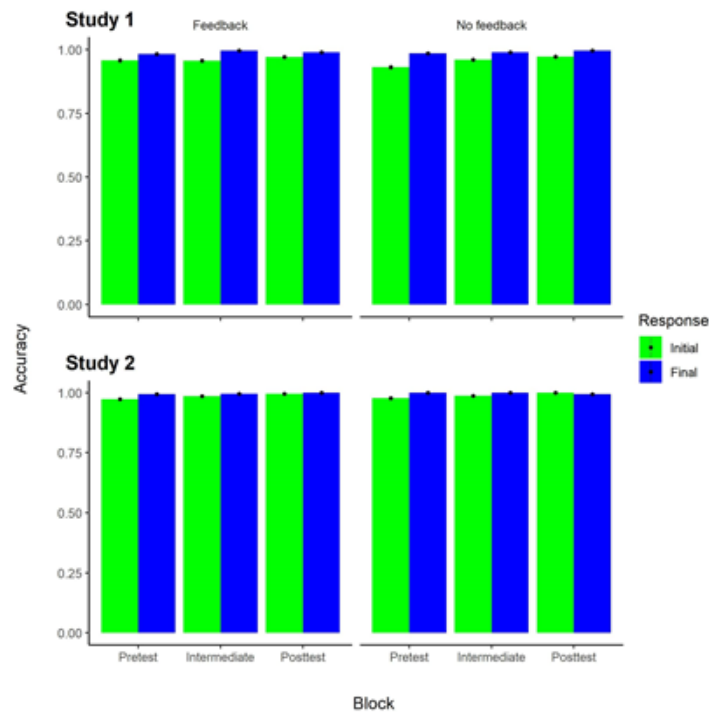 Study 1
Feedback
No feedback
1.00
0.75
0.50
0.25
0.00
Accuracy
Response
Initial
Final
Study 2
1.00
0.75
0.50
0.25
0.00
Pretest Intermediate Posttest
Pretest Intermediate Posttest
Block